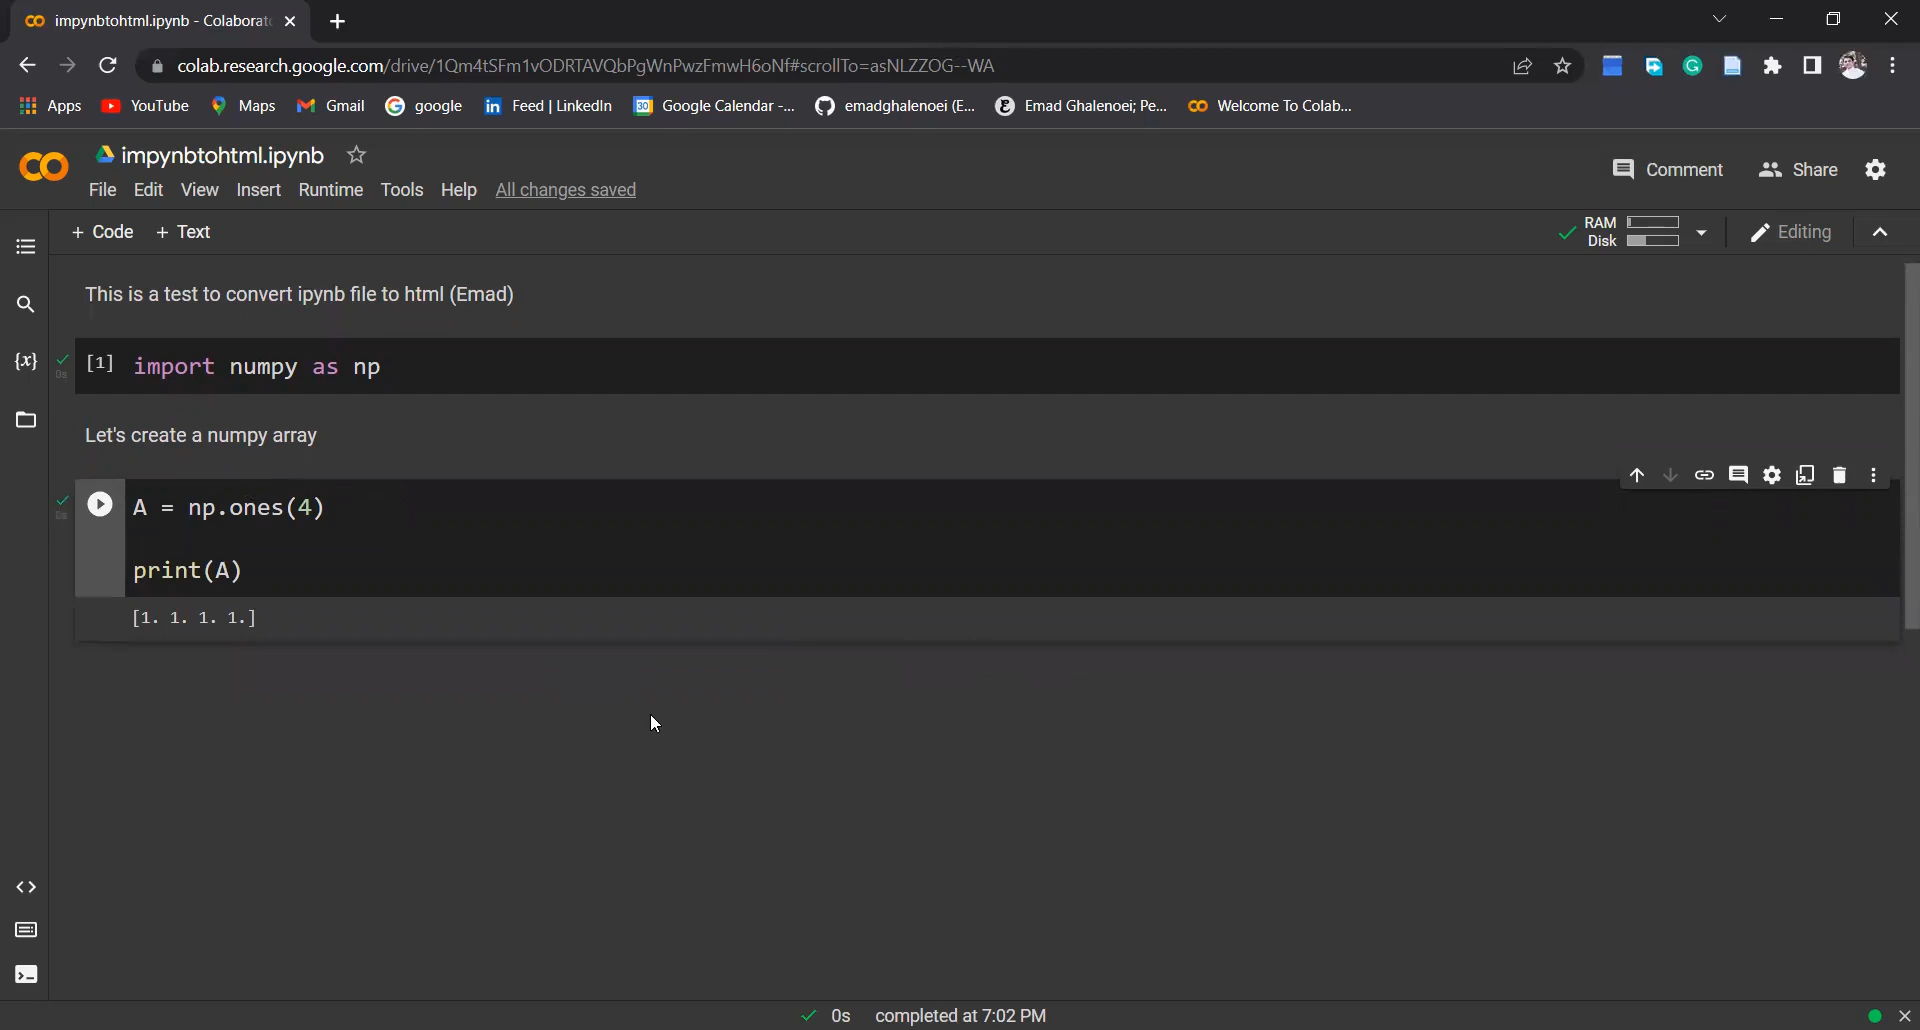 impynbtohtml.ipynb - Colaborat
colab.research.google.com/drive/1Qm4tSFm1vODRTAVQbPgWnPwzFmwH6oNf#scrollTo=asNLZZOG--WA
Apps YouTube Maps Gmail google Feed | LinkedIn Google Calendar -... emadghalenoei (E... Emad Ghalenoei; Pe... Welcome To Colab...
impynbtohtml.ipynb
Comment Share
File Edit View Insert Runtime Tools Help All changes saved
+ Code + Text
RAM
Disk
Editing
This is a test to convert ipynb file to html (Emad)
{x}
0s
[1] import numpy as np
Let's create a numpy array
0s
A = np.ones(4)
print(A)
[1. 1. 1. 1.]
0s completed at 7:02 PM